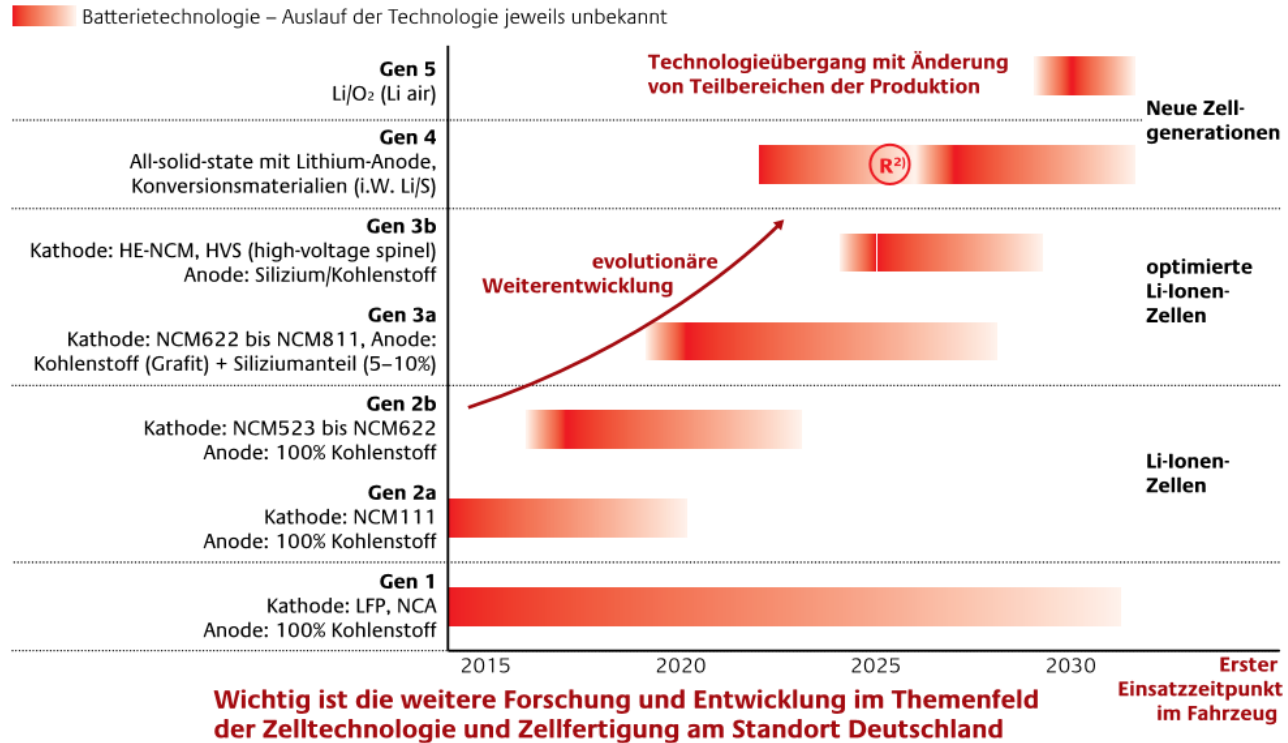 Batterietechnologie – Auslauf der Technologie jeweils unbekannt
Gen 5
Li/O₂ (Li air)
Technologieübergang mit Änderung
von Teilbereichen der Produktion
Neue Zell-
generationen
Gen 4
All-solid-state mit Lithium-Anode,
Konversionsmaterialien (i.W. Li/S)
R²⁾
Gen 3b
Kathode: HE-NCM, HVS (high-voltage spinel)
Anode: Silizium/Kohlenstoff
evolutionäre
Weiterentwicklung
optimierte
Li-Ionen-
Zellen
Gen 3a
Kathode: NCM622 bis NCM811, Anode:
Kohlenstoff (Grafit) + Siliziumanteil (5–10%)
Gen 2b
Kathode: NCM523 bis NCM622
Anode: 100% Kohlenstoff
Li-Ionen-
Zellen
Gen 2a
Kathode: NCM111
Anode: 100% Kohlenstoff
Gen 1
Kathode: LFP, NCA
Anode: 100% Kohlenstoff
2015 2020 2025 2030
Erster
Einsatzzeitpunkt
im Fahrzeug
Wichtig ist die weitere Forschung und Entwicklung im Themenfeld
der Zelltechnologie und Zellfertigung am Standort Deutschland